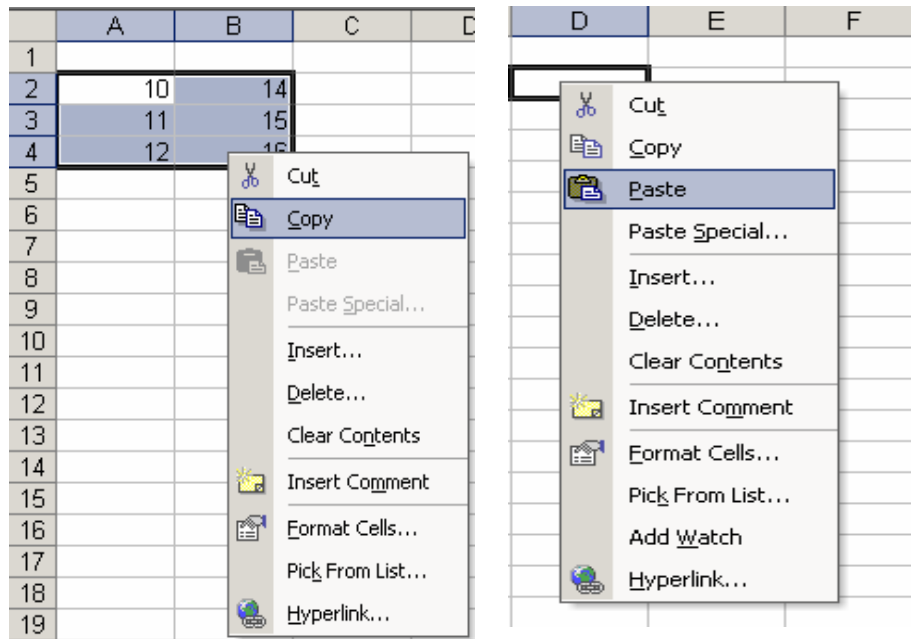 A B C D
1
2 10 14
3 11 15
4 12 16
5
6
7
8
9
10
11
12
13
14
15
16
17
18
19
Cut
Copy
Paste
Paste Special...
Insert...
Delete...
Clear Contents
Insert Comment
Format Cells...
Pick From List...
Hyperlink...
D E F
Cut
Copy
Paste
Paste Special...
Insert...
Delete...
Clear Contents
Insert Comment
Format Cells...
Pick From List...
Add Watch
Hyperlink...